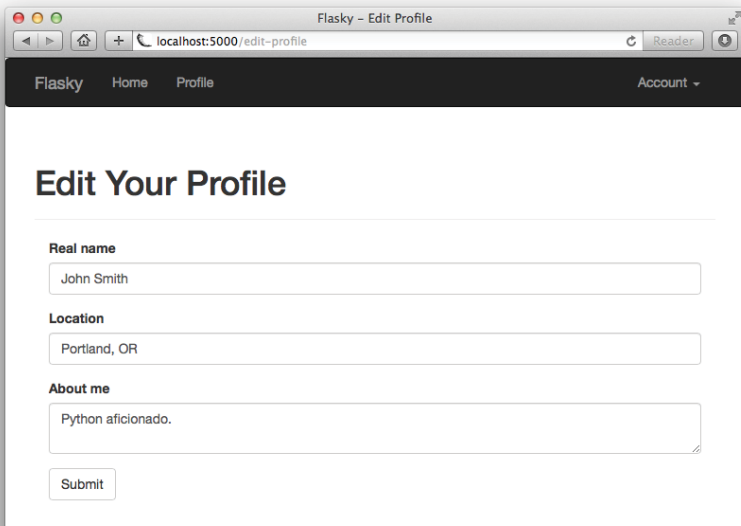 Flasky – Edit Profile
localhost:5000/edit-profile
Reader
Flasky Home Profile Account
Edit Your Profile
Real name
John Smith
Location
Portland, OR
About me
Python aficionado.
Submit